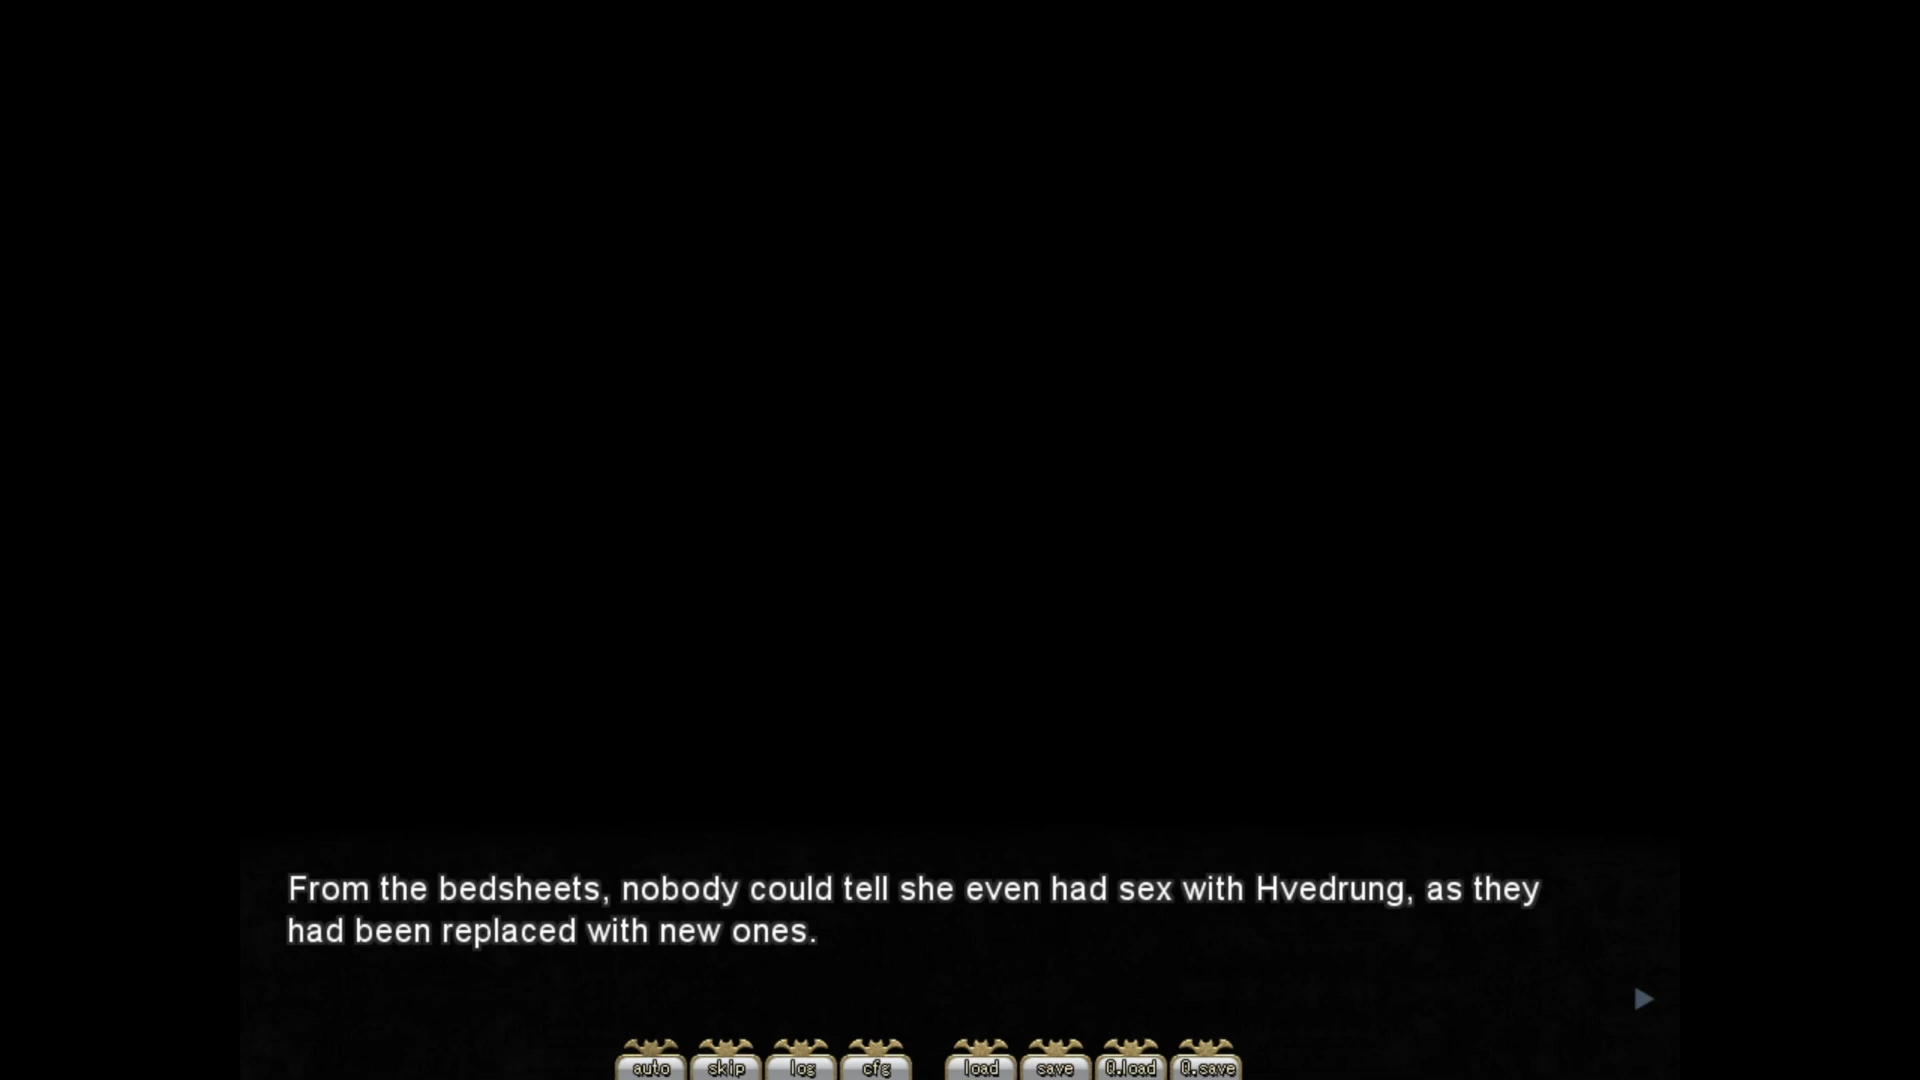 From the bedsheets, nobody could tell she even had sex with Hvedrung, as they
had been replaced with new ones.
auto skip log cfg load save Q.load Q.save